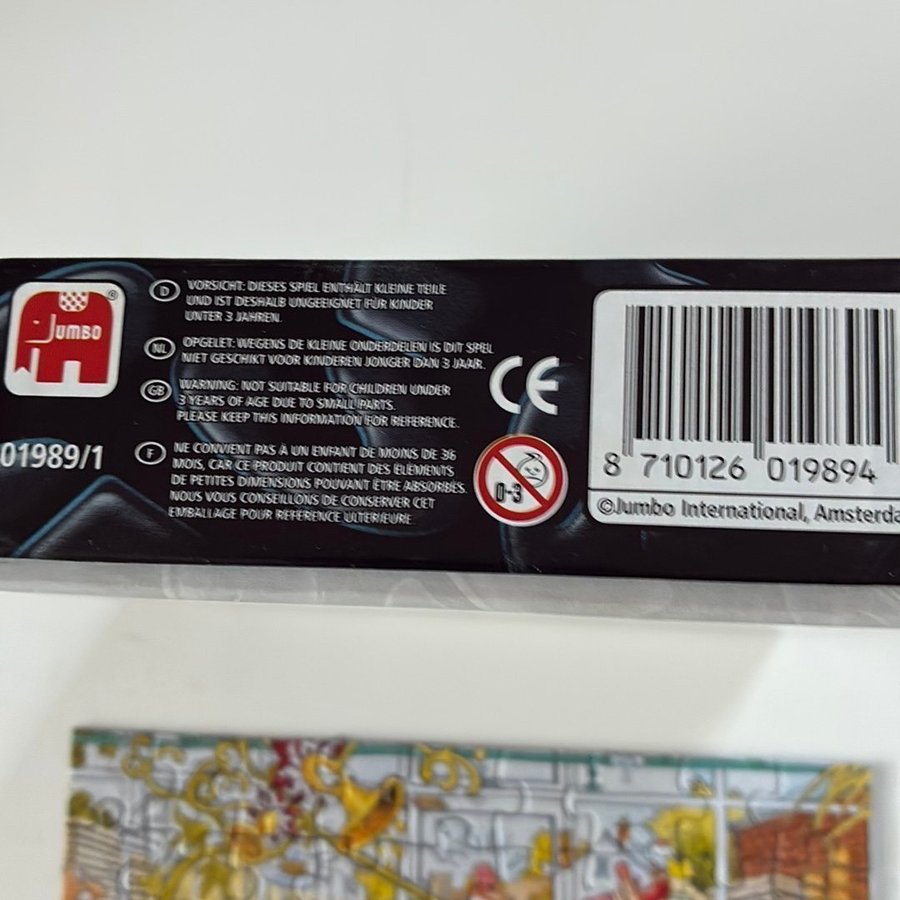 JUMBO
©
D
VORSICHT: DIESES SPIEL ENTHÄLT KLEINE TEILE
UND IST DESHALB UNGEEIGNET FÜR KINDER
UNTER 3 JAHREN.
NL
OPGELET: WEGENS DE KLEINE ONDERDELEN IS DIT SPEL
NIET GESCHIKT VOOR KINDEREN JONGER DAN 3 JAAR.
GB
WARNING: NOT SUITABLE FOR CHILDREN UNDER
3 YEARS OF AGE DUE TO SMALL PARTS.
PLEASE KEEP THIS INFORMATION FOR REFERENCE.
F
NE CONVIENT PAS À UN ENFANT DE MOINS DE 36
MOIS, CAR CE PRODUIT CONTIENT DES ELEMENTS
DE PETITES DIMENSIONS POUVANT ÊTRE ABSORBÉS.
NOUS VOUS CONSEILLONS DE CONSERVER CET
EMBALLAGE POUR REFERENCE ULTERIEURE
01989/1
CE
0-3
8 710126 019894
©Jumbo International, Amsterda